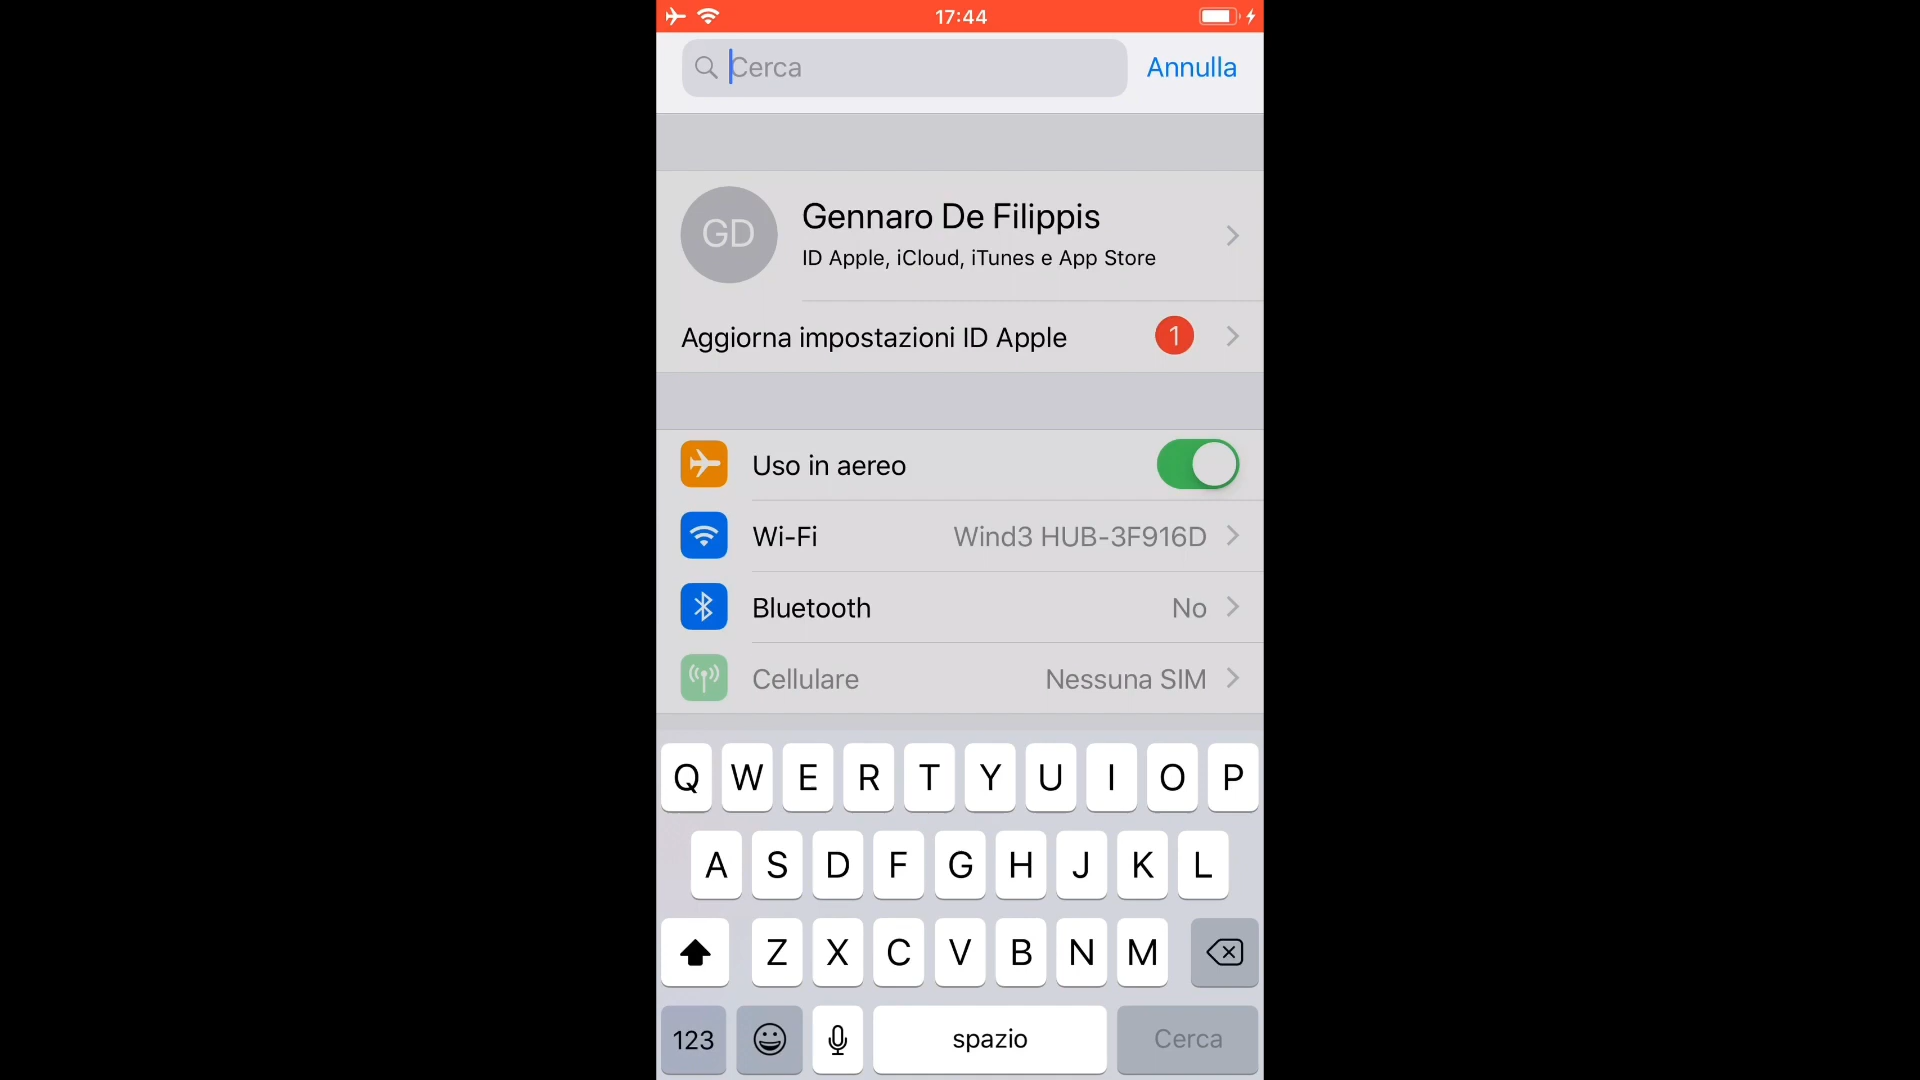 17:44
Cerca
Annulla
GD
Gennaro De Filippis
ID Apple, iCloud, iTunes e App Store
Aggiorna impostazioni ID Apple
1
Uso in aereo
Wi-Fi
Wind3 HUB-3F916D
Bluetooth
No
Cellulare
Nessuna SIM
Q W E R T Y U I O P
A S D F G H J K L
Z X C V B N M
123
spazio
Cerca